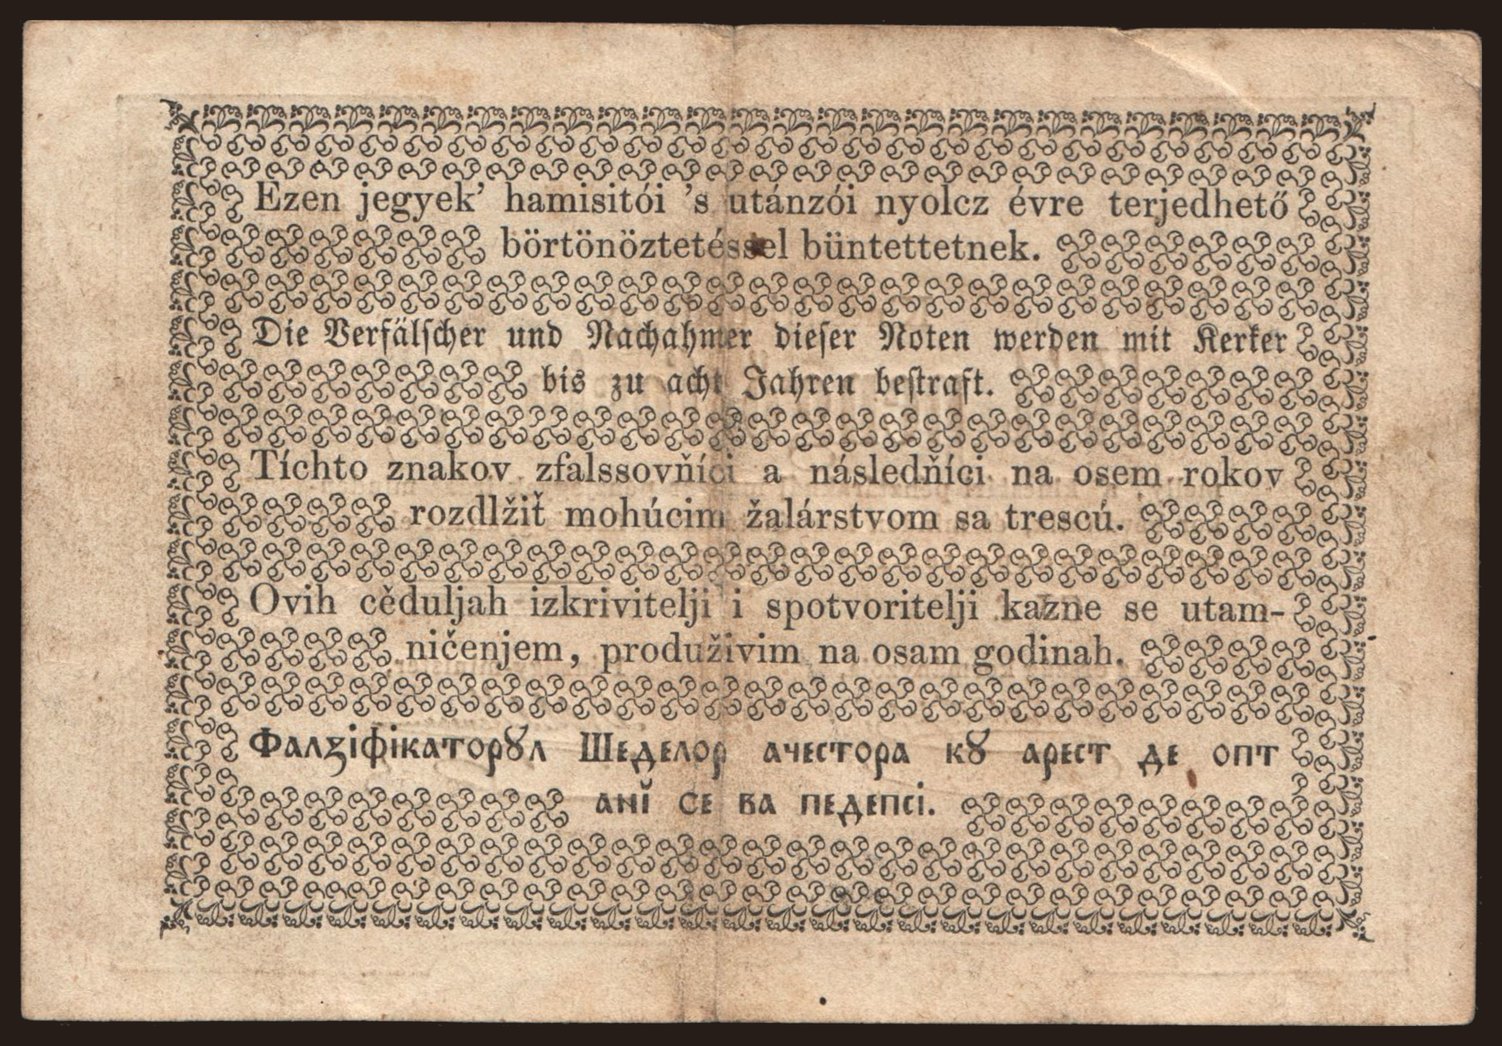 Ezen jegyek’ hamisitói ’s utánzói nyolcz évre terjedhető
börtönöztetéssel büntettetnek.
Die Verfälscher und Nachahmer dieser Noten werden mit Kerker
bis zu acht Jahren bestraft.
Tíchto znakov zfalssovňíci a následňíci na osem rokov
rozdlžiť mohúcim žalárstvom sa trescú.
Ovih cěduljah izkrivitelji i spotvoritelji kazne se utam-
ničenjem, produživim na osam godinah.
Фалзіфікаторꙋл Шеделор ачестора кꙋ арест де опт
анĭ се ва педепсі.